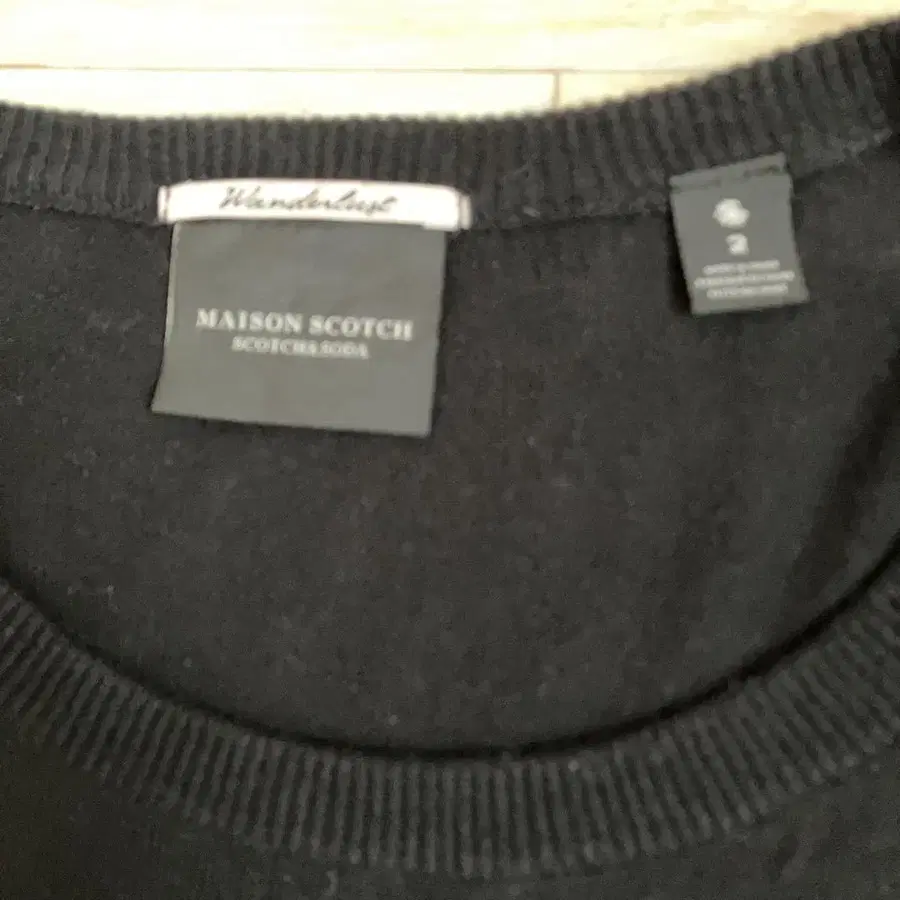 Wanderlust
MAISON SCOTCH
SCOTCH & SODA
2